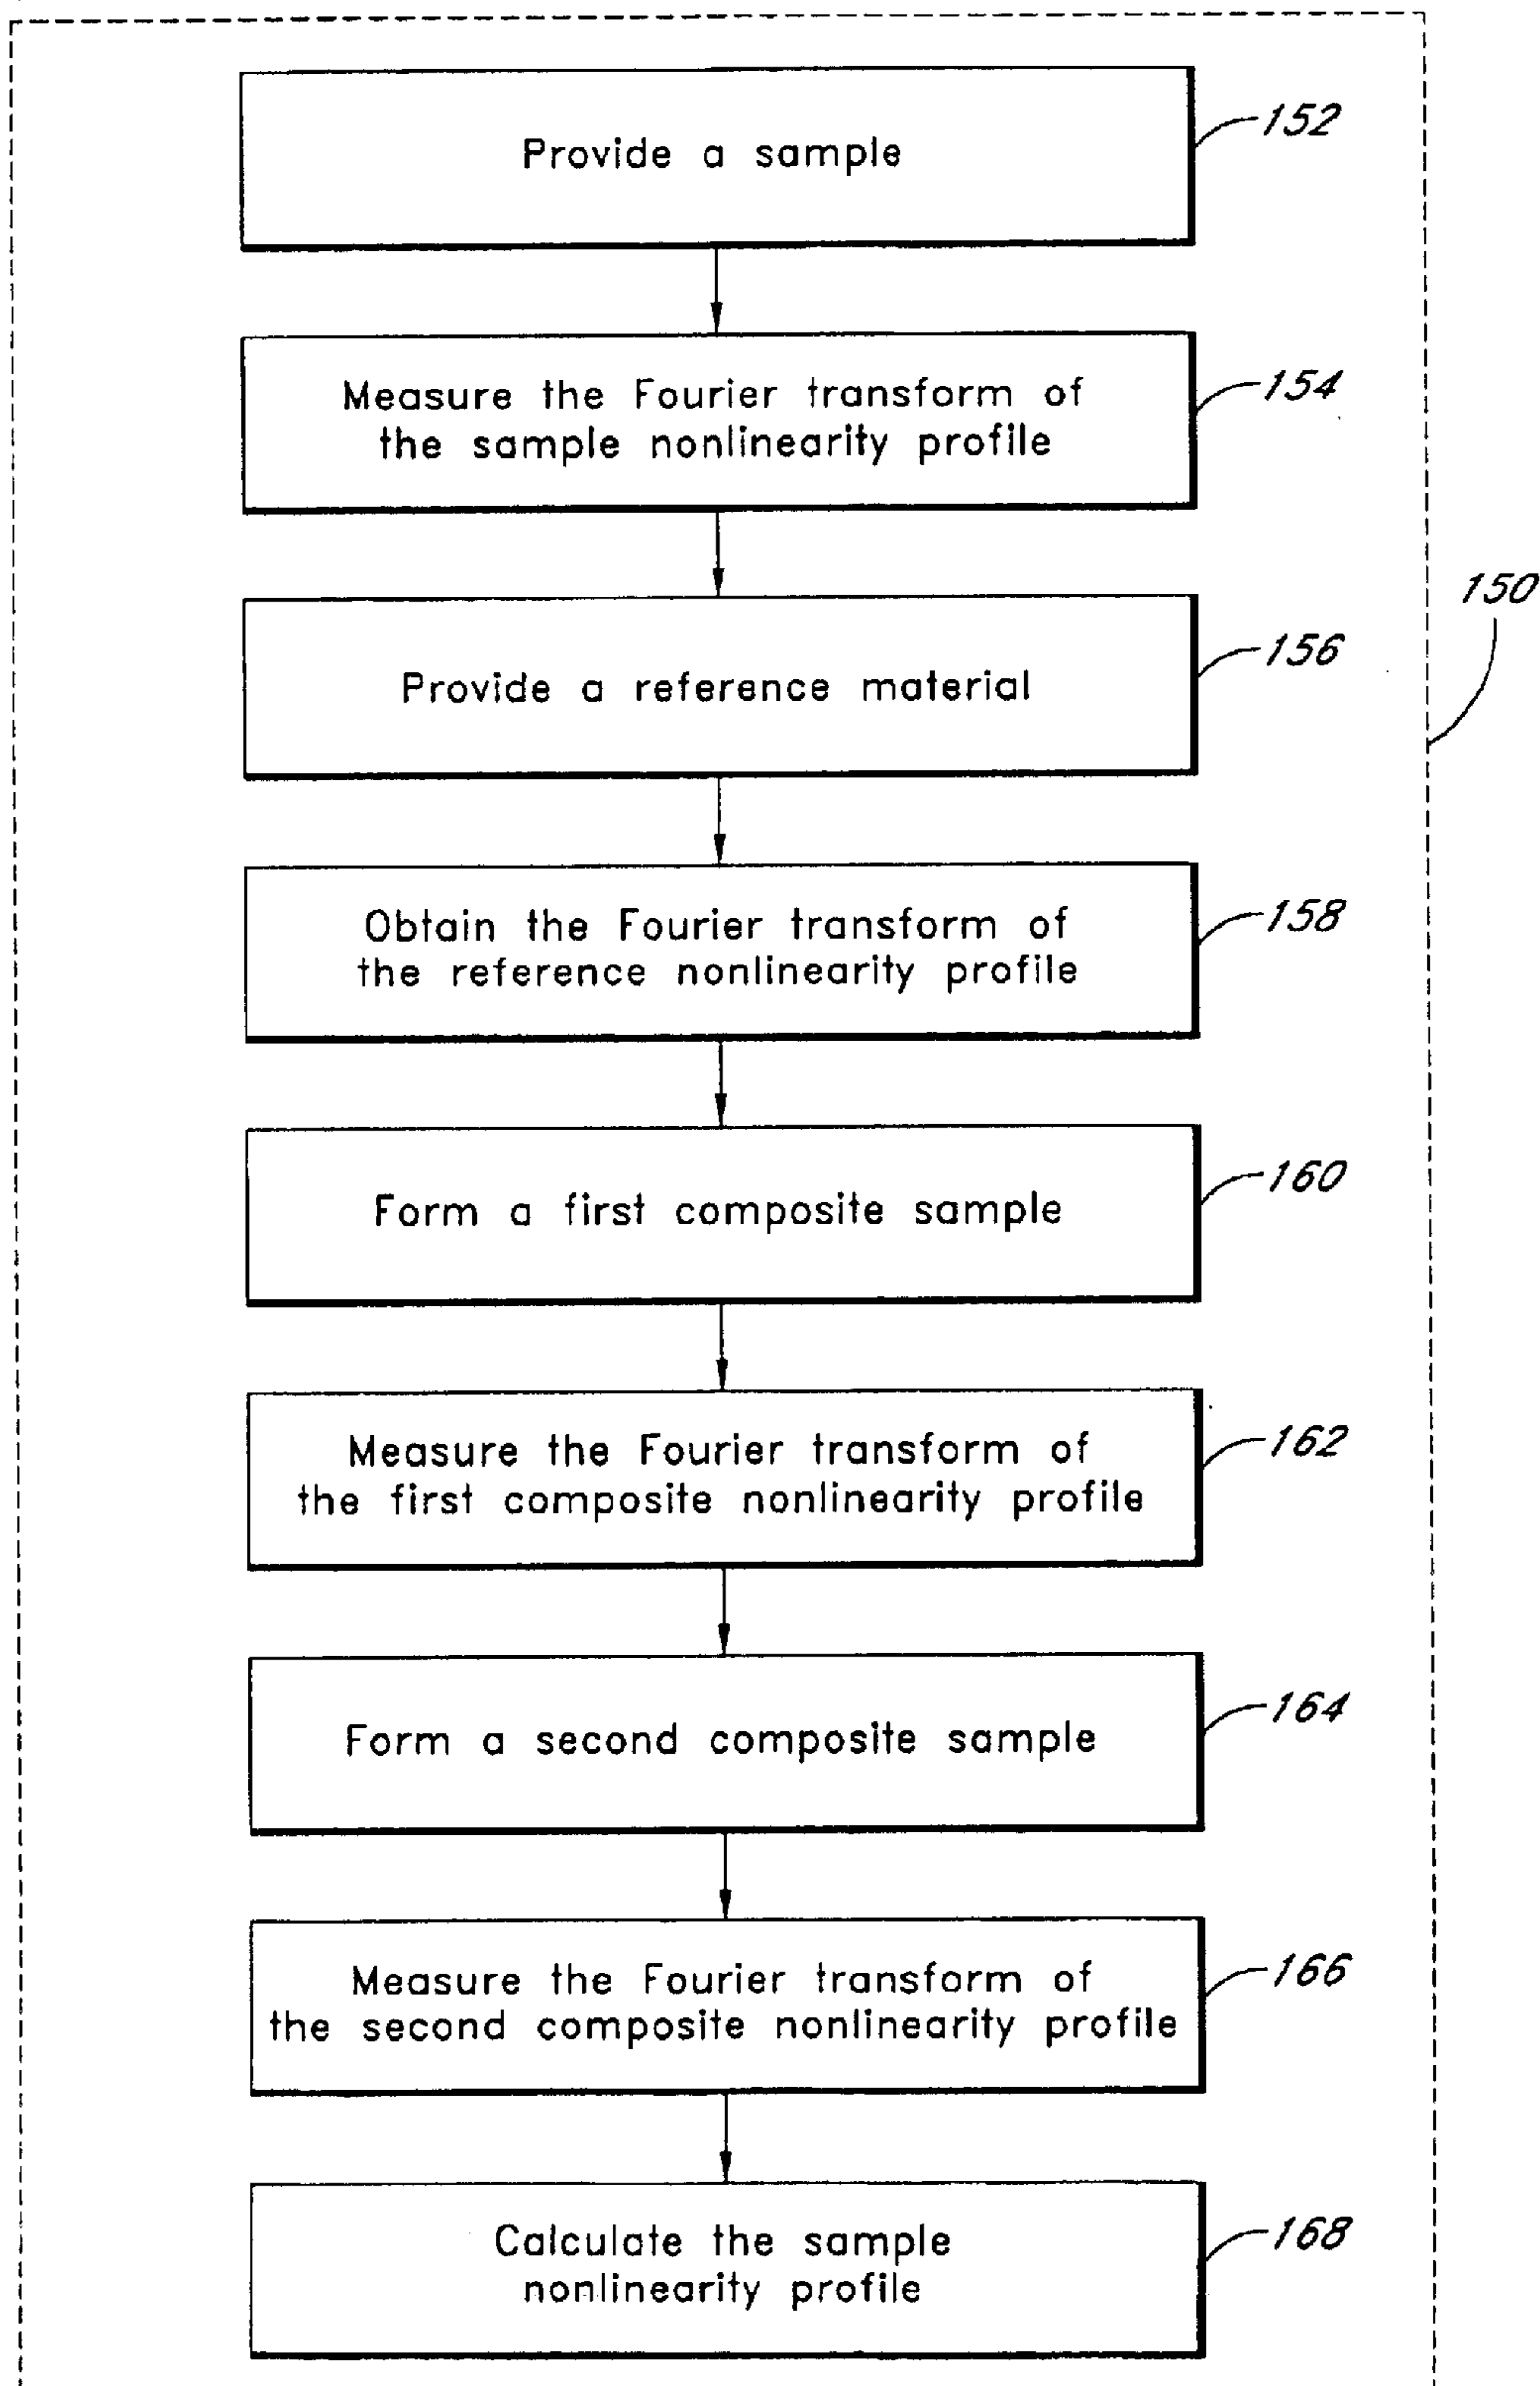 Provide a sample
152
Measure the Fourier transform of
the sample nonlinearity profile
154
150
Provide a reference material
156
Obtain the Fourier transform of
the reference nonlinearity profile
158
Form a first composite sample
160
Measure the Fourier transform of
the first composite nonlinearity profile
162
Form a second composite sample
164
Measure the Fourier transform of
the second composite nonlinearity profile
166
Calculate the sample
nonlinearity profile
168